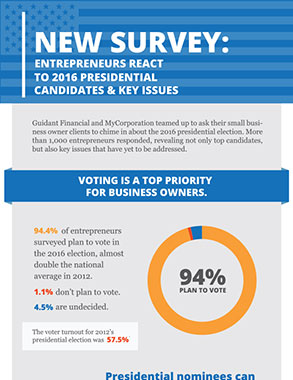 NEW SURVEY:
ENTREPRENEURS REACT
TO 2016 PRESIDENTIAL
CANDIDATES & KEY ISSUES
Guidant Financial and MyCorporation teamed up to ask their small busi-
ness owner clients to chime in about the 2016 presidential election. More
than 1,000 entrepreneurs responded, revealing not only top candidates,
but also key issues that have yet to be addressed.
VOTING IS A TOP PRIORITY
FOR BUSINESS OWNERS.
94.4% of entrepreneurs
surveyed plan to vote in
the 2016 election, almost
double the national
average in 2012.
1.1% don't plan to vote.
4.5% are undecided.
94%
PLAN TO VOTE
The voter turnout for 2012's
presidential election was 57.5%
Presidential nominees can